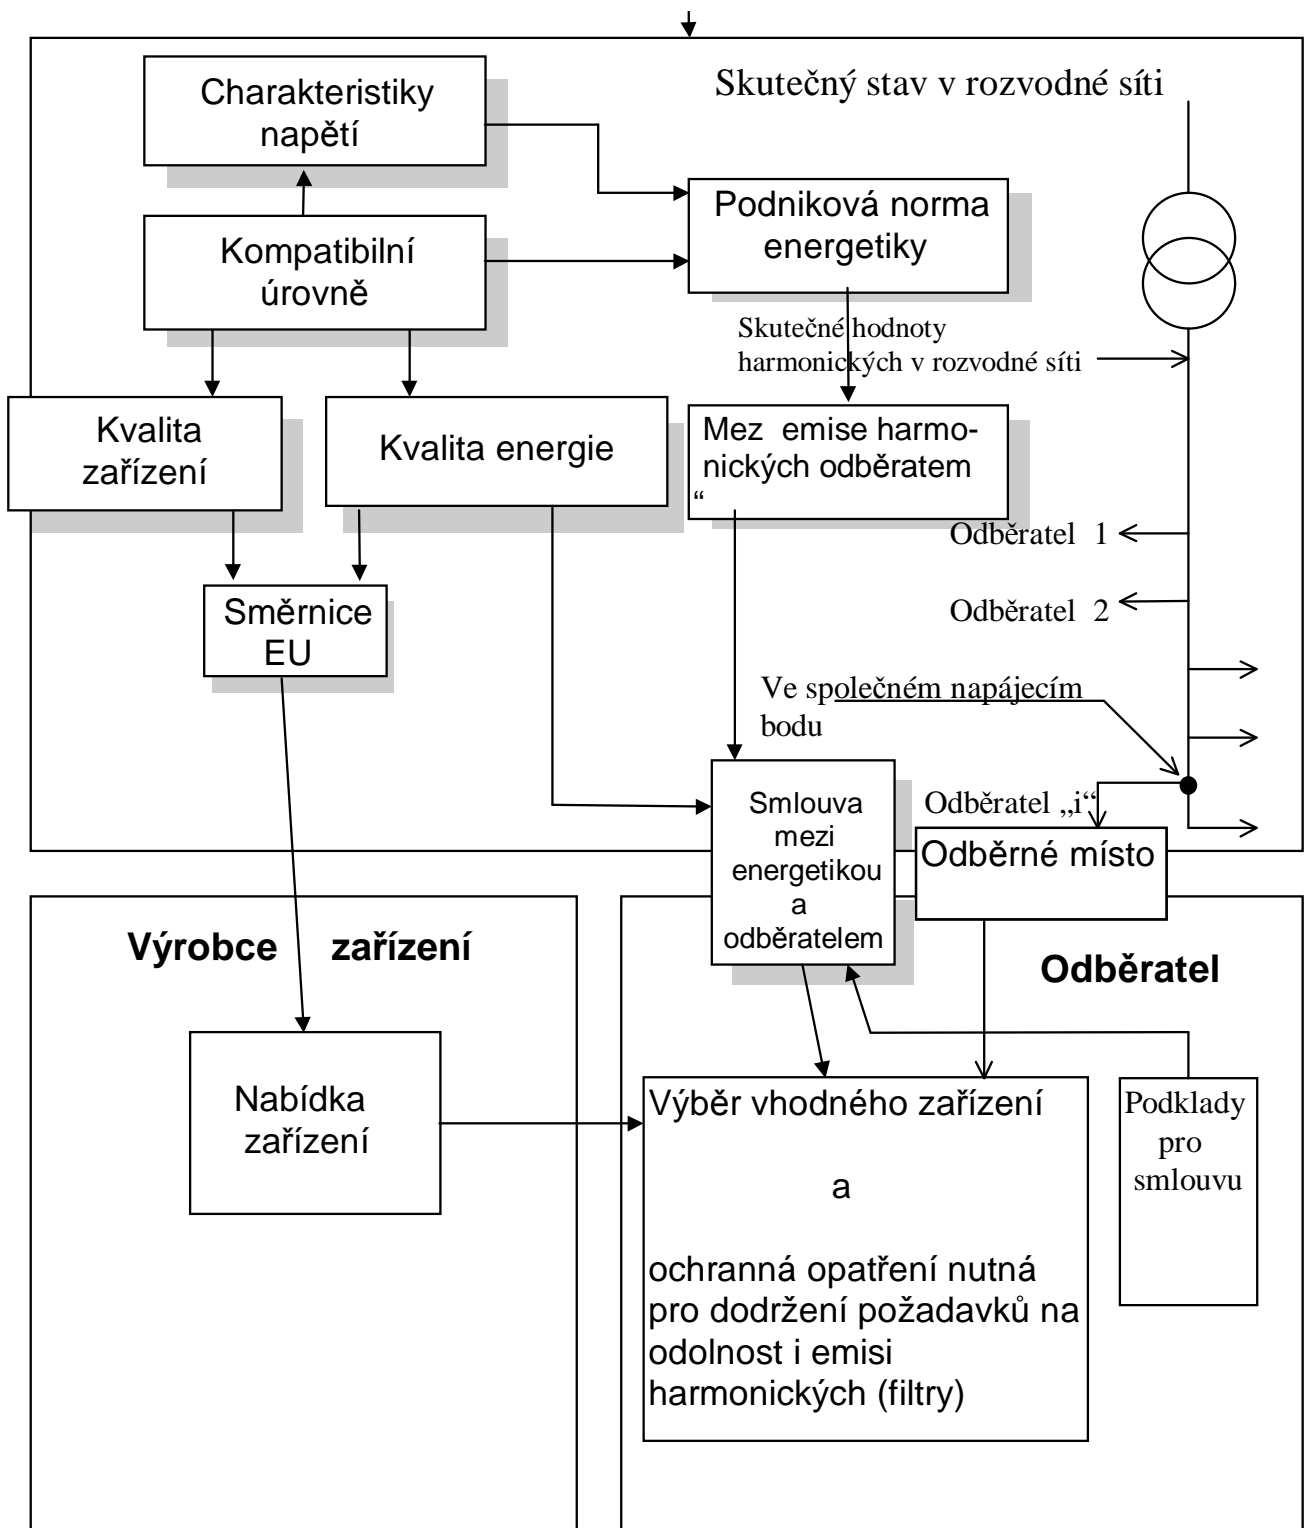 Charakteristiky
napětí
Skutečný stav v rozvodné síti
Kompatibilní
úrovně
Podniková norma
energetiky
Skutečné hodnoty
harmonických v rozvodné síti
Kvalita
zařízení
Kvalita energie
Mez emise harmo-
nických odběratem
“
Odběratel 1
Odběratel 2
Směrnice
EU
Ve společném napájecím
bodu
Smlouva
mezi
energetikou
a
odběratelem
Odběratel „i“
Odběrné místo
Výrobce zařízení
Odběratel
Nabídka
zařízení
Výběr vhodného zařízení
a
ochranná opatření nutná
pro dodržení požadavků na
odolnost i emisi
harmonických (filtry)
Podklady
pro
smlouvu